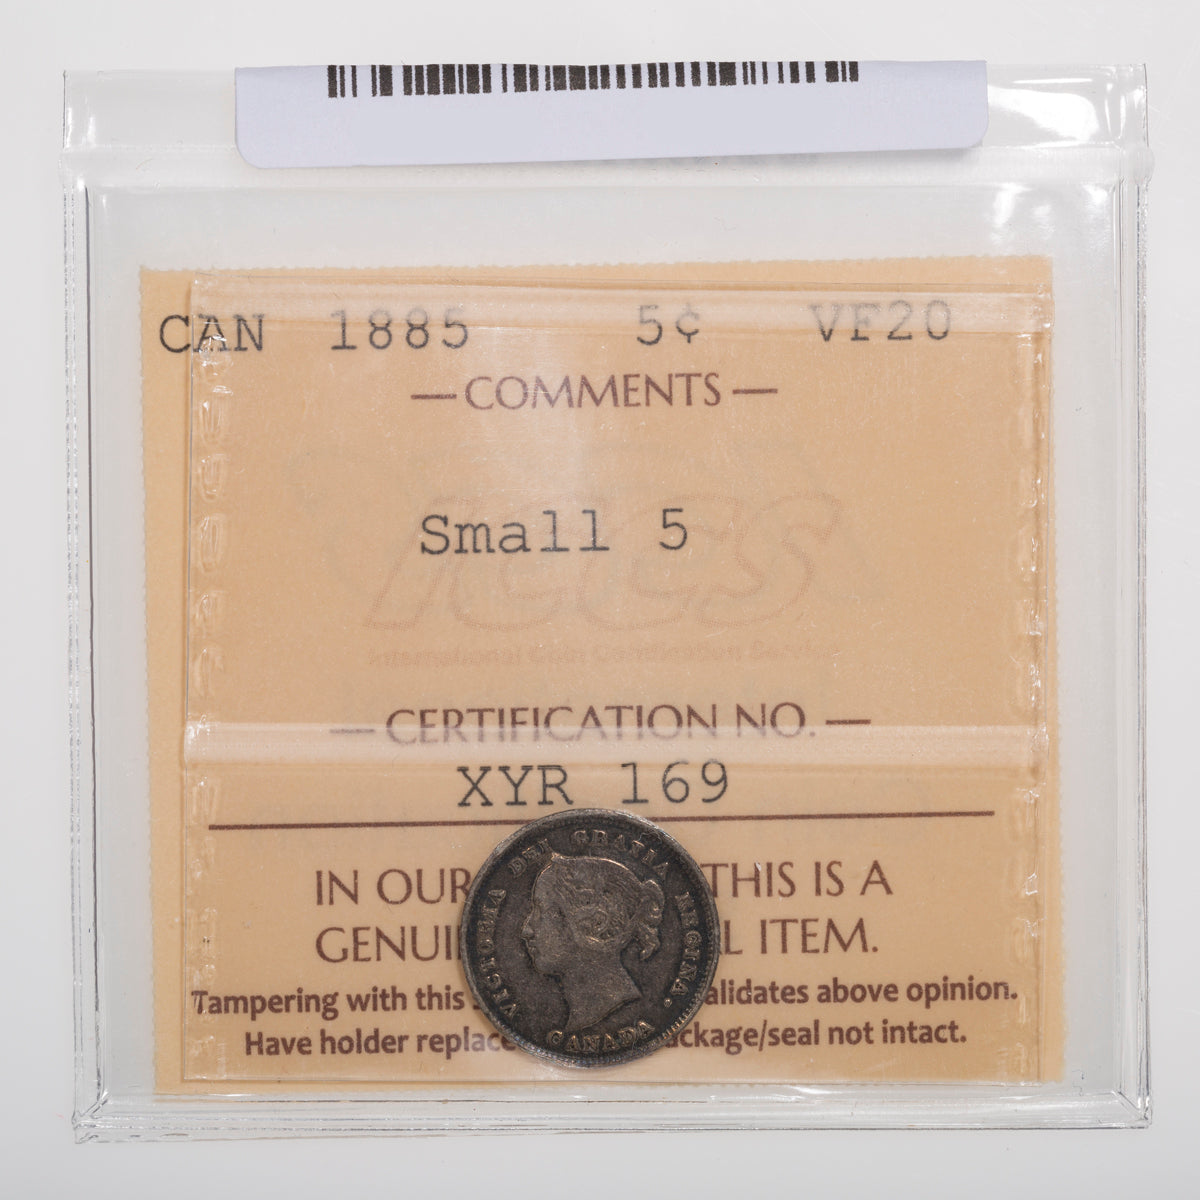 CAN 1885 5¢ VF20
— COMMENTS —
Small 5
ICCS
International Coin Certification Service
— CERTIFICATION NO. —
XYR 169
IN OUR THIS IS A
GENUI L ITEM.
Tampering with this alidates above opinion.
Have holder replace ckage/seal not intact.
VICTORIA DEI GRATIA REGINA.
CANADA